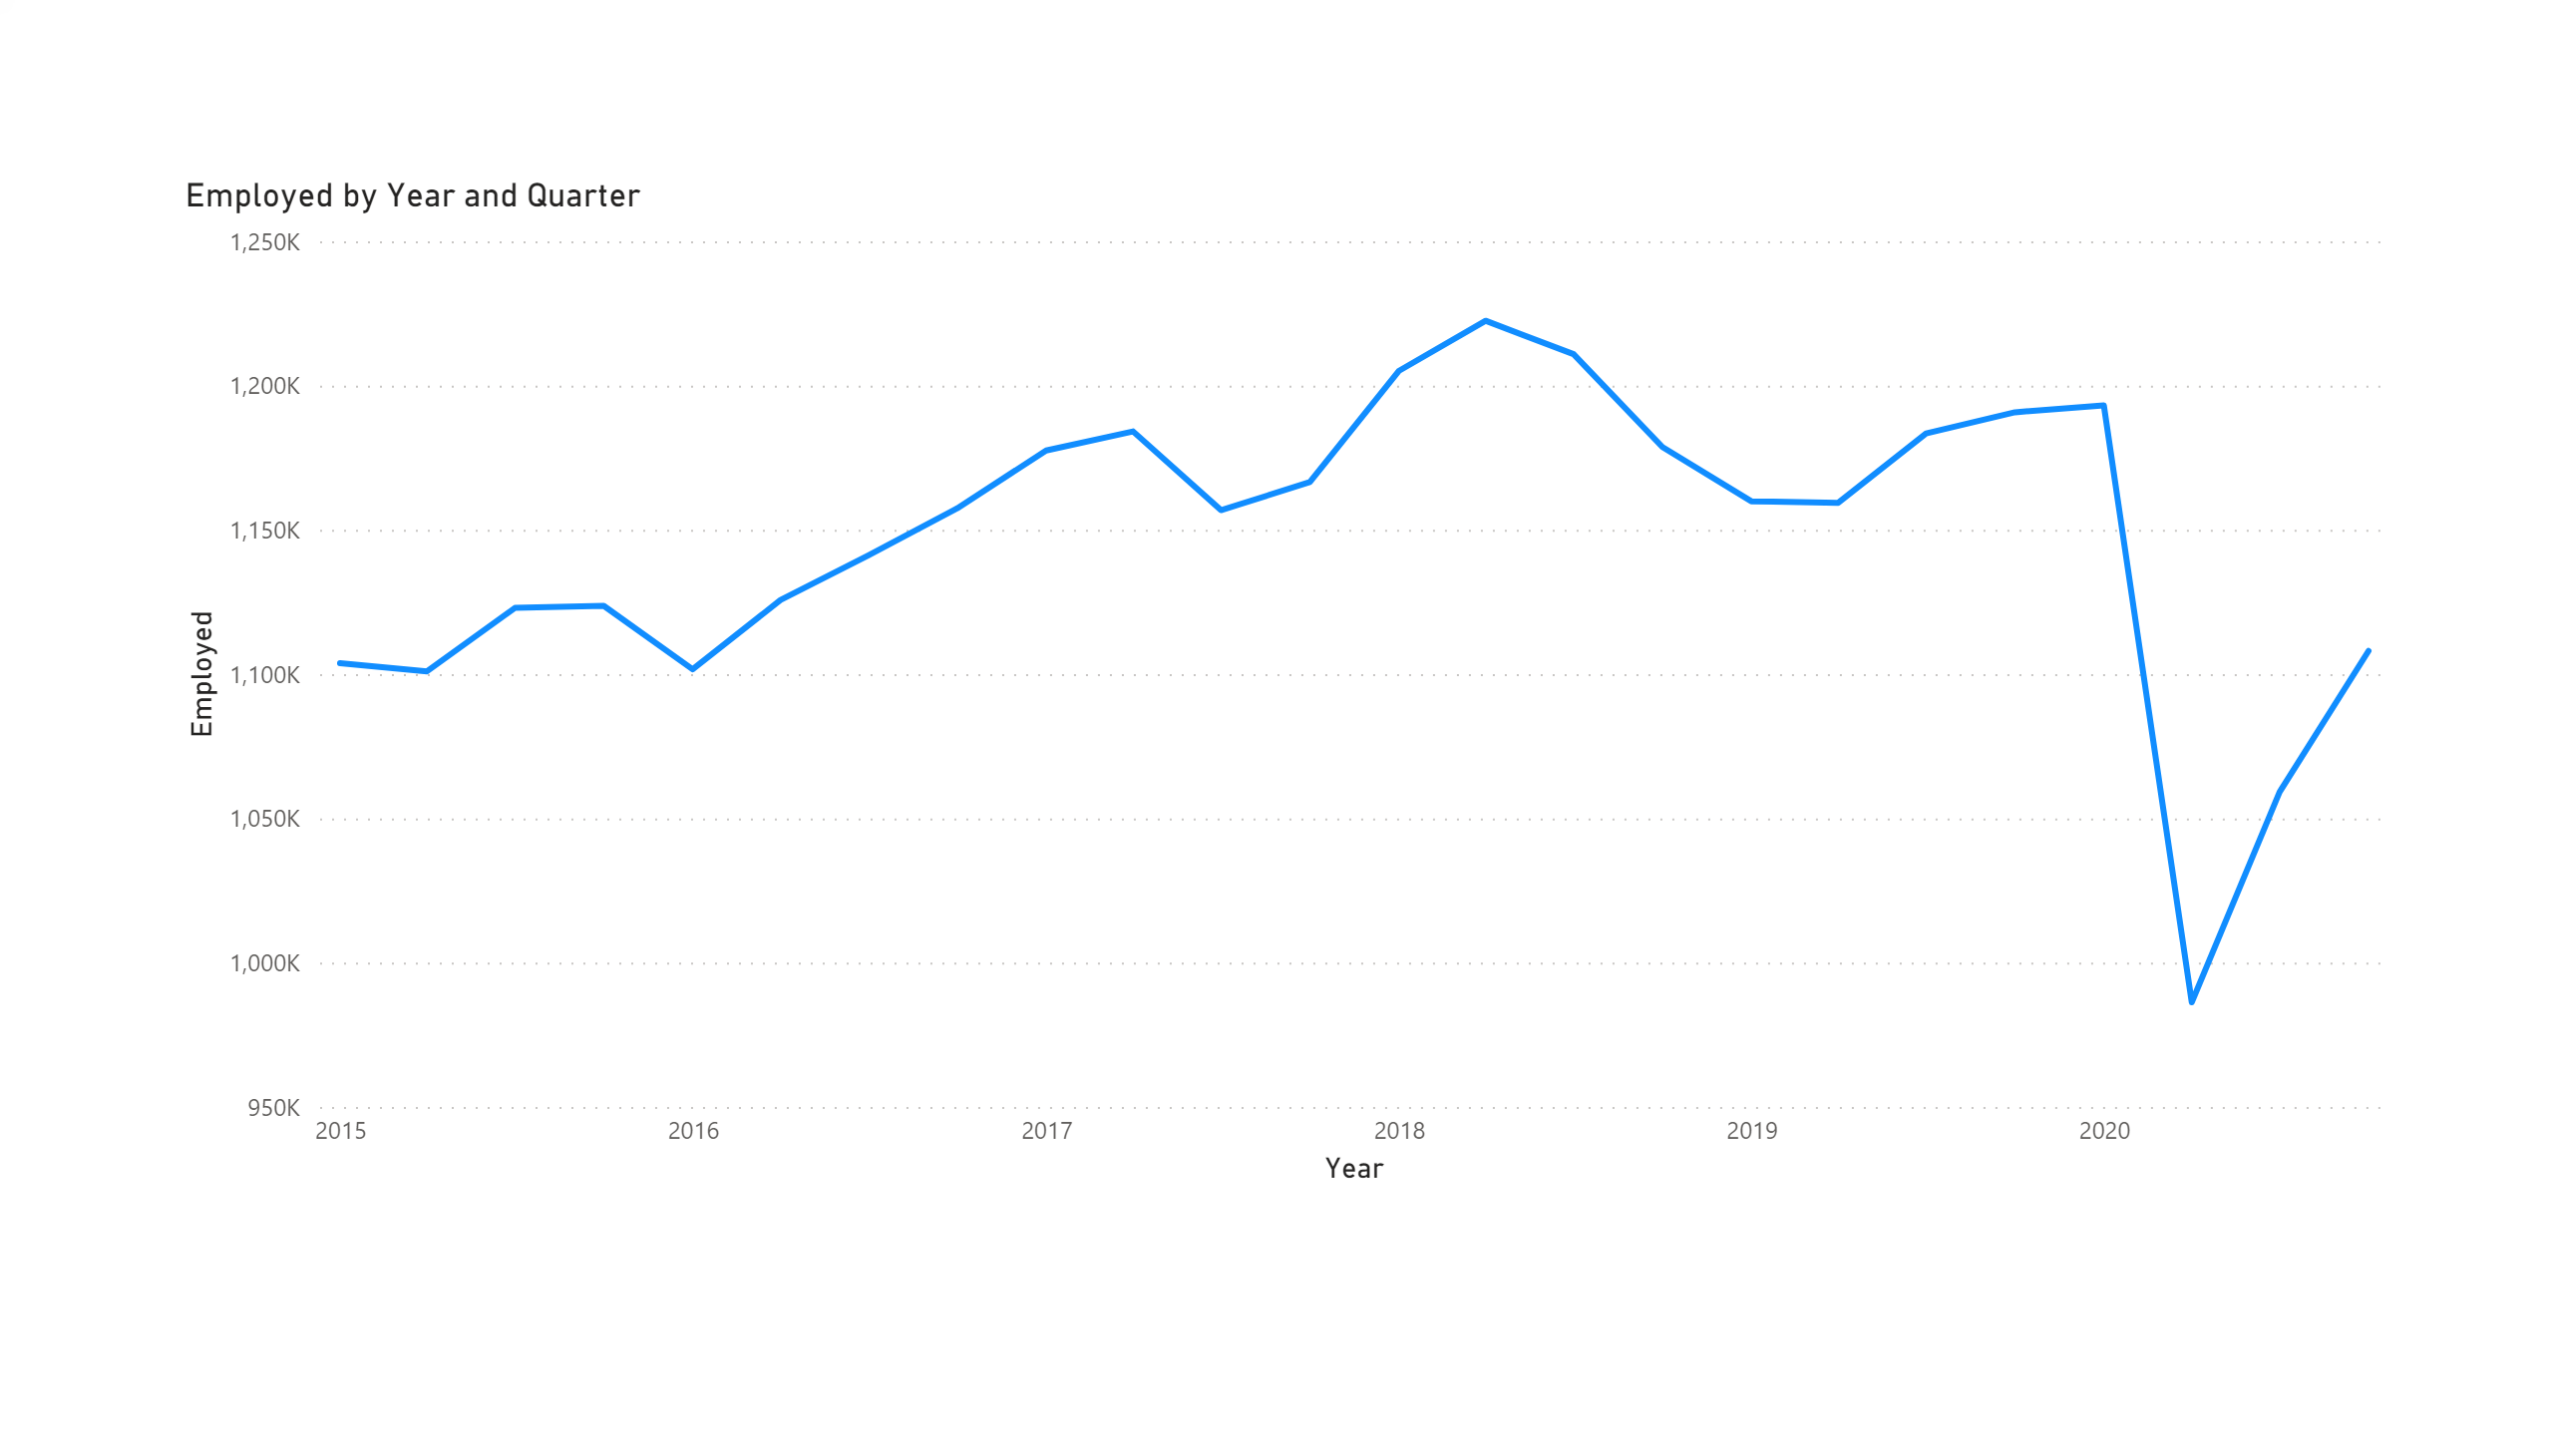 Employed by Year and Quarter
1,250K
1,200K
1,150K
1,100K
1,050K
1,000K
950K
Employed
2015 2016 2017 2018 2019 2020
Year